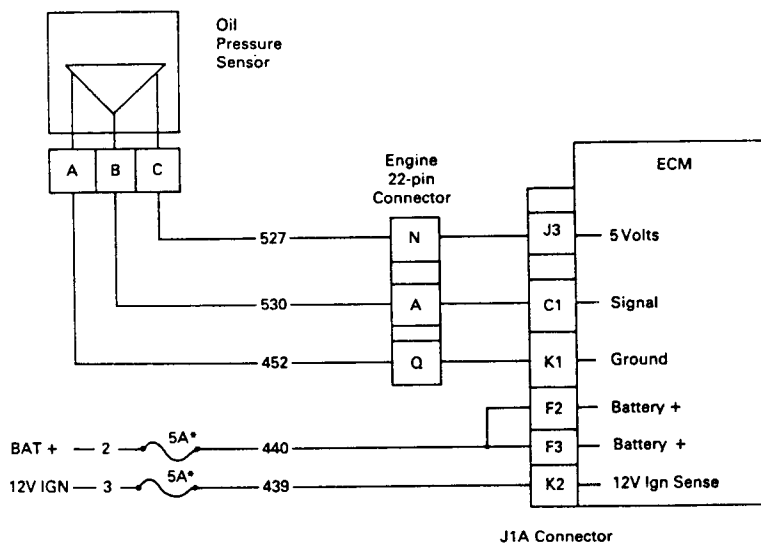 Oil
Pressure
Sensor
A B C
Engine
22-pin
Connector
ECM
527 N J3 5 Volts
530 A C1 Signal
452 Q K1 Ground
F2 Battery +
BAT + 2 5A* 440 F3 Battery +
12V IGN 3 5A* 439 K2 12V Ign Sense
J1A Connector